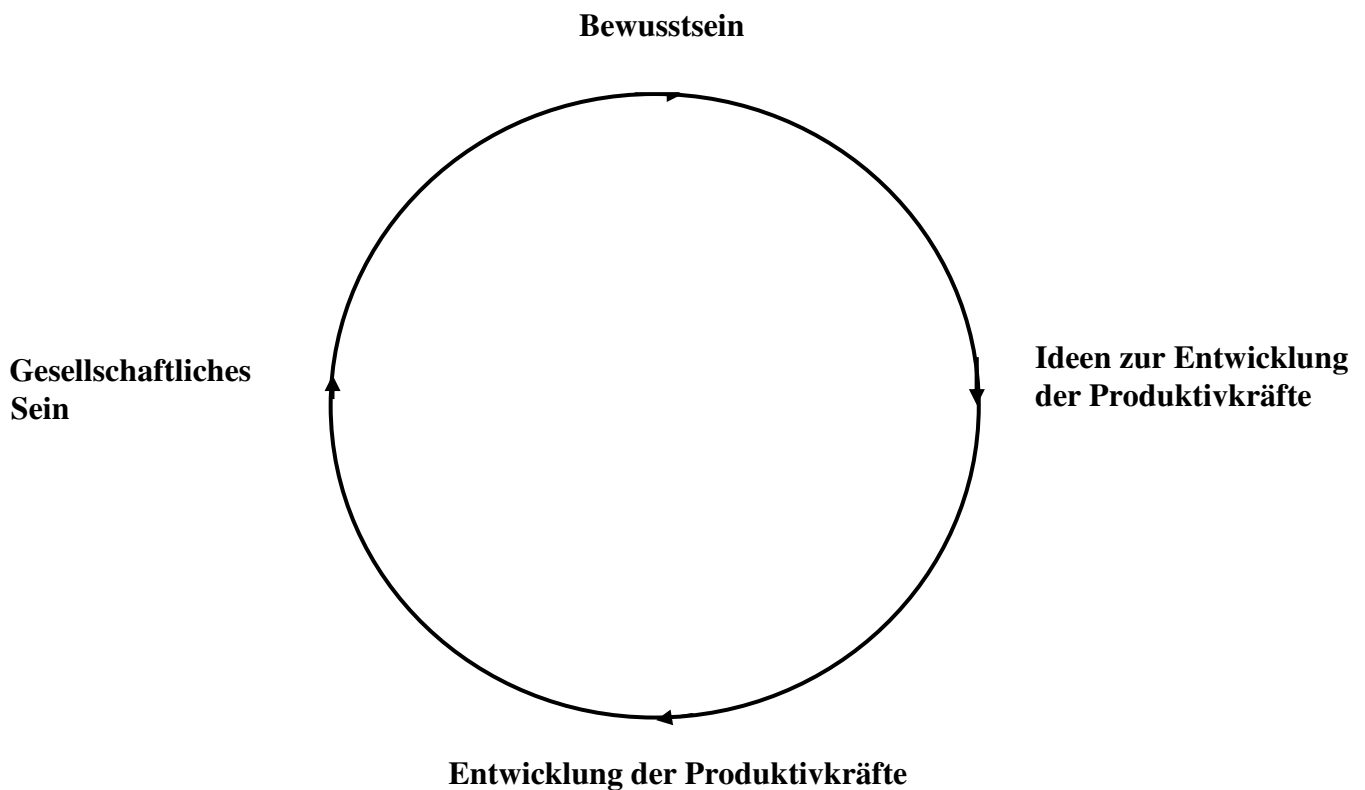 Bewusstsein
Gesellschaftliches
Sein
Ideen zur Entwicklung
der Produktivkräfte
Entwicklung der Produktivkräfte